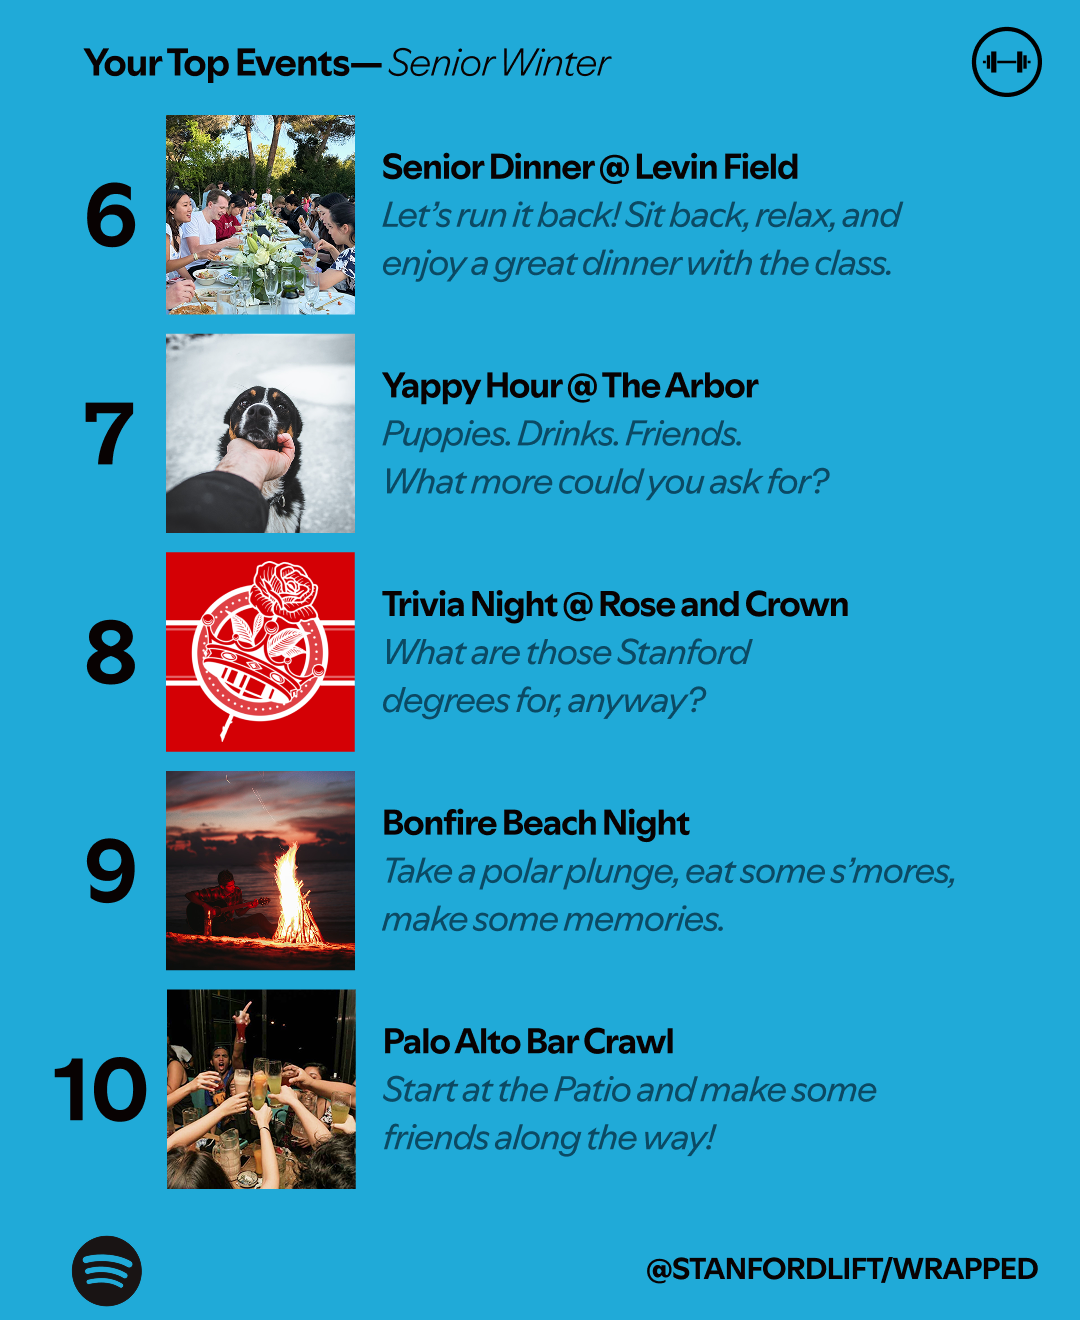 Your Top Events— Senior Winter
6
Senior Dinner @ Levin Field
Let's run it back! Sit back, relax, and
enjoy a great dinner with the class.
7
Yappy Hour @ The Arbor
Puppies. Drinks. Friends.
What more could you ask for?
8
Trivia Night @ Rose and Crown
What are those Stanford
degrees for, anyway?
9
Bonfire Beach Night
Take a polar plunge, eat some s'mores,
make some memories.
10
Palo Alto Bar Crawl
Start at the Patio and make some
friends along the way!
@STANFORDLIFT/WRAPPED